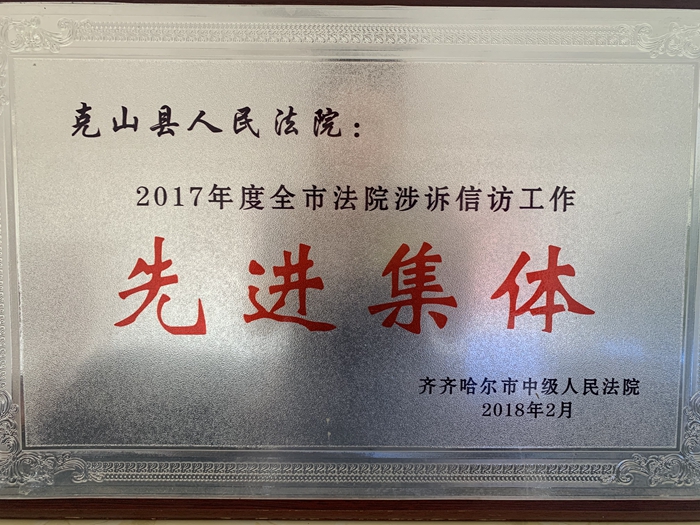 克山县人民法院：
2017年度全市法院涉诉信访工作
先进集体
齐齐哈尔市中级人民法院
2018年2月